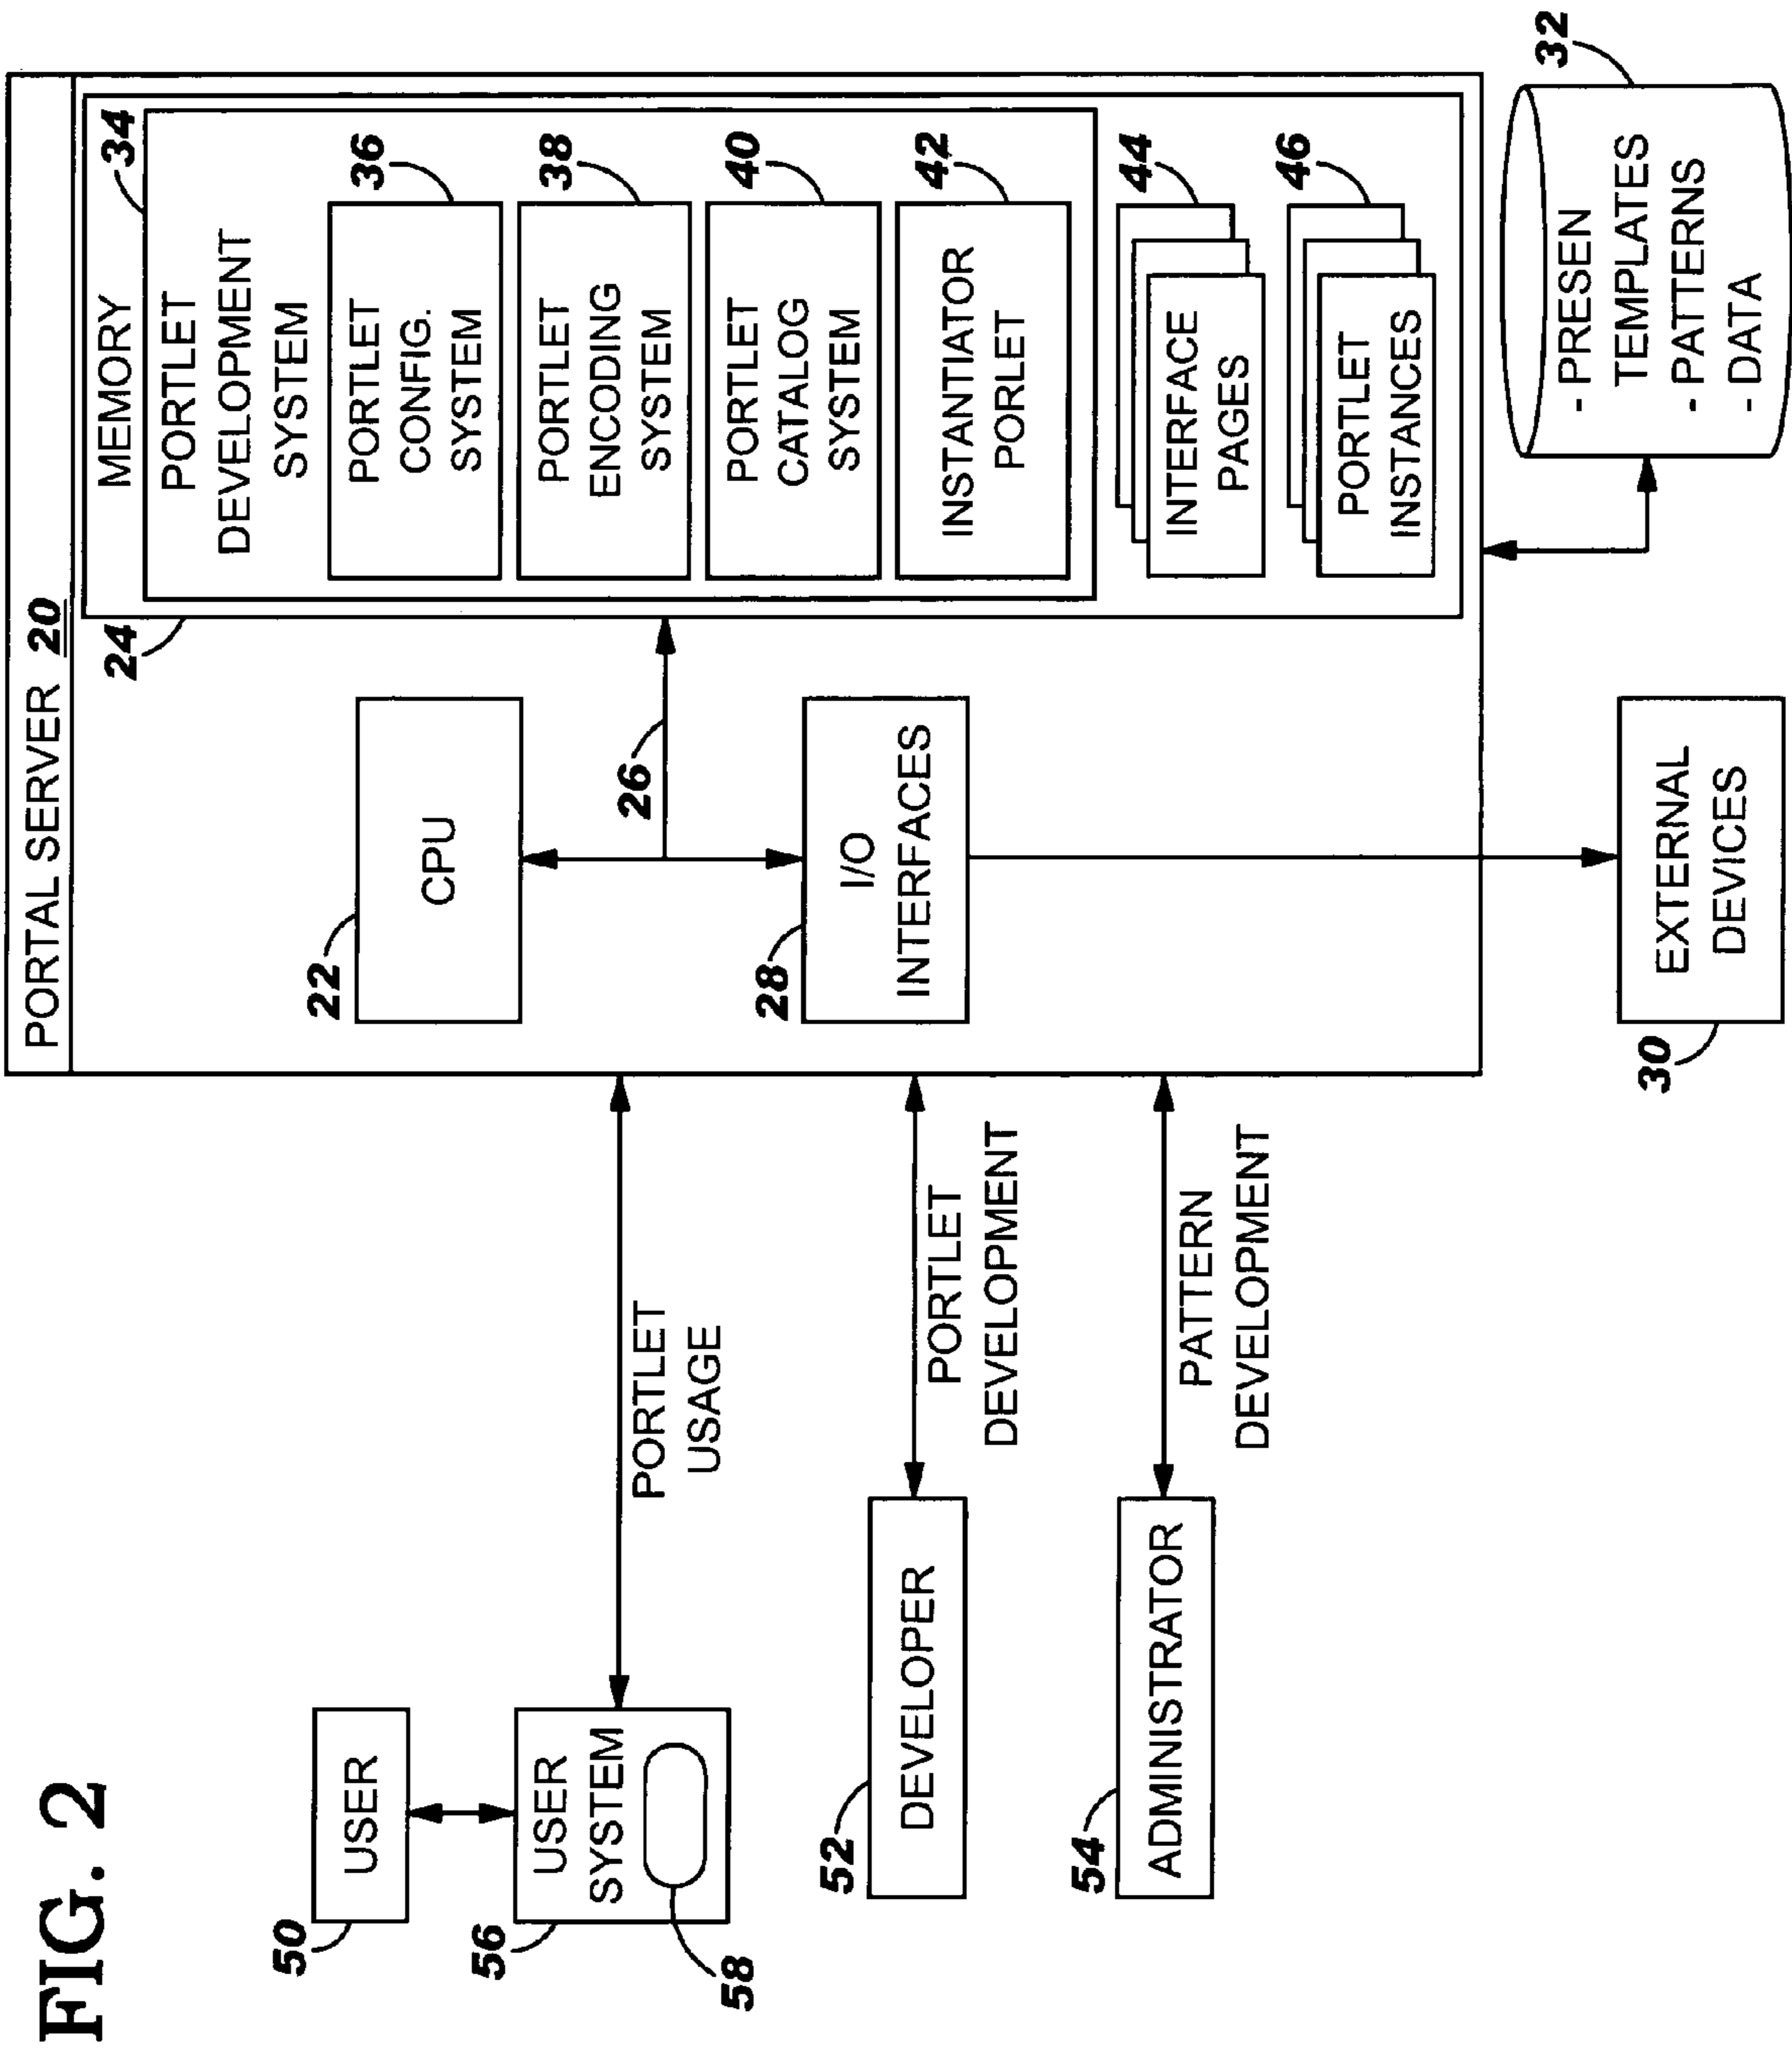 FIG. 2
PORTAL SERVER 20
50
USER
56
USER
SYSTEM
58
PORTLET
USAGE
52
DEVELOPER
PORTLET
DEVELOPMENT
54
ADMINISTRATOR
PATTERN
DEVELOPMENT
22
CPU
26
28
I/O
INTERFACES
30
EXTERNAL
DEVICES
24
MEMORY
34
PORTLET
DEVELOPMENT
SYSTEM
36
PORTLET
CONFIG.
SYSTEM
38
PORTLET
ENCODING
SYSTEM
40
PORTLET
CATALOG
SYSTEM
42
INSTANTIATOR
PORLET
44
INTERFACE
PAGES
46
PORTLET
INSTANCES
32
- PRESEN
TEMPLATES
- PATTERNS
- DATA